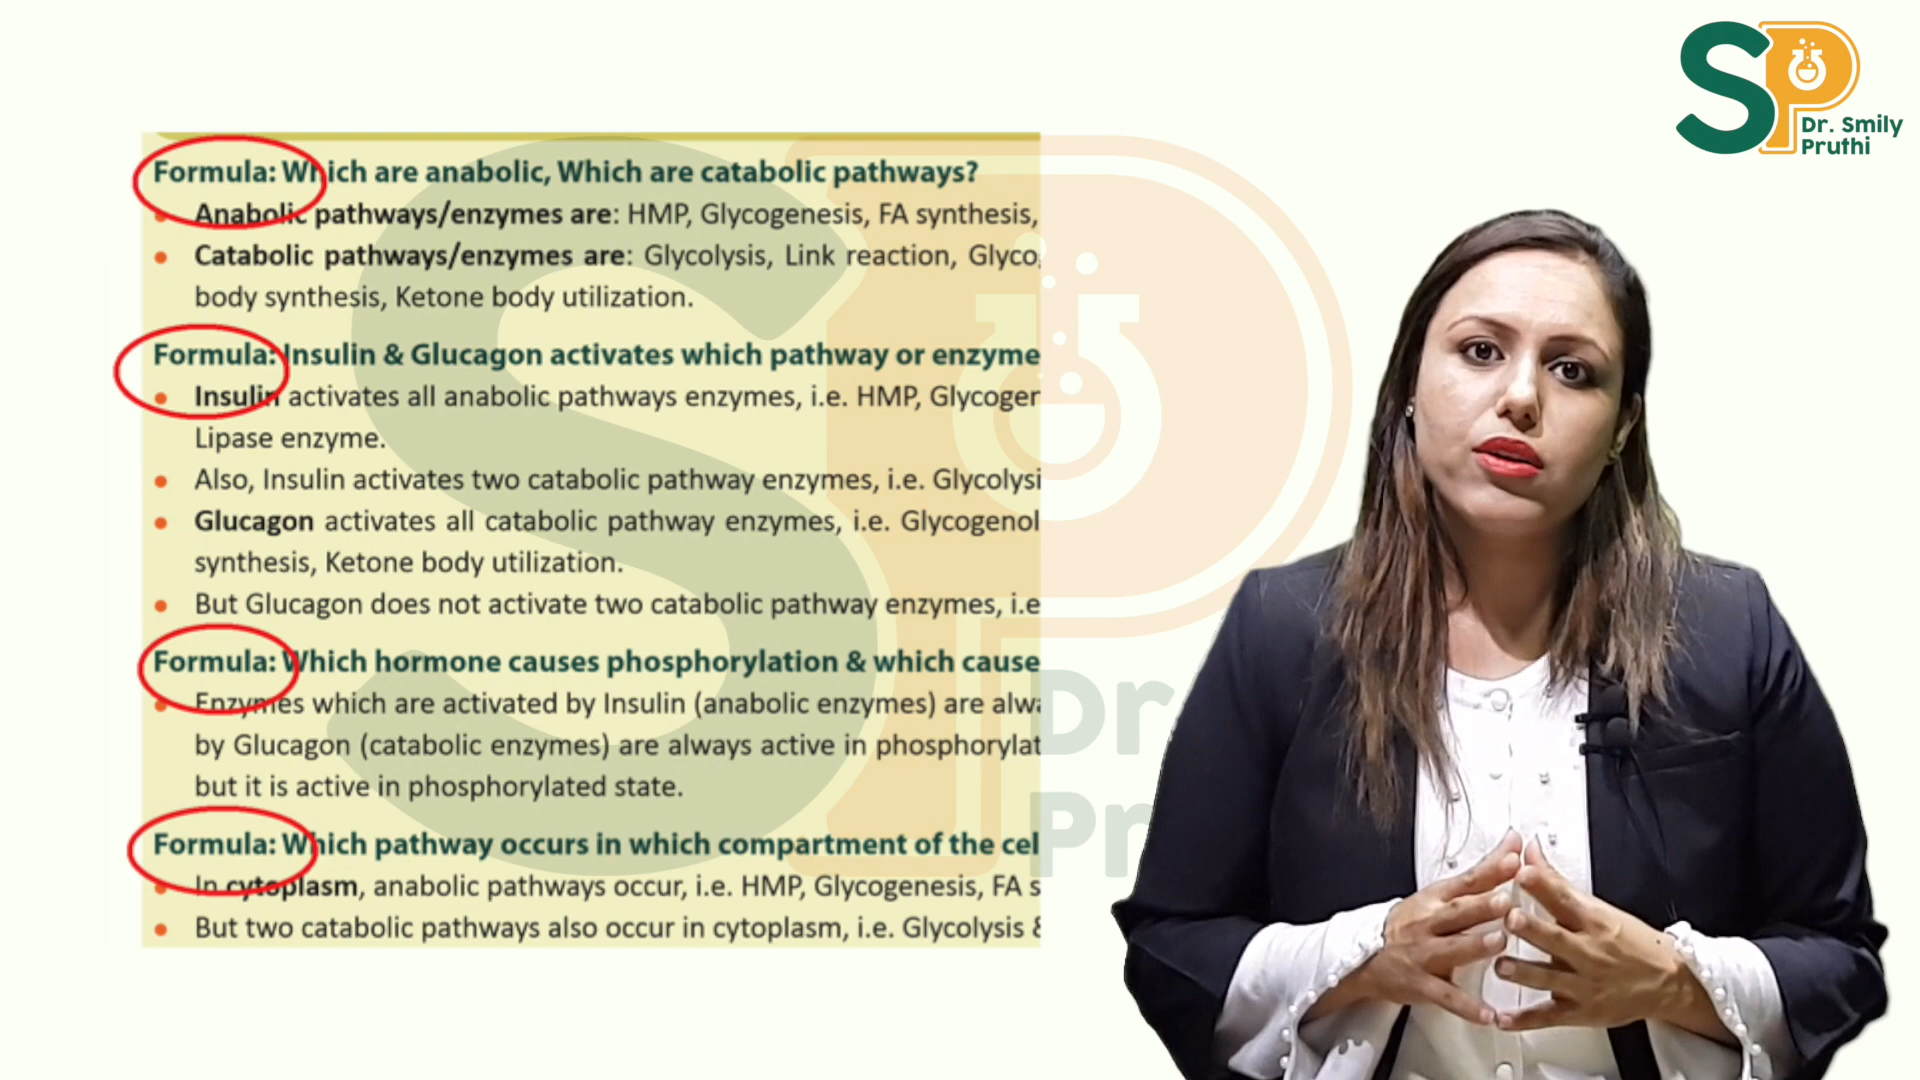 SP
Dr. Smily
Pruthi
Formula: Which are anabolic, Which are catabolic pathways?
Anabolic pathways/enzymes are: HMP, Glycogenesis, FA synthesis,
Catabolic pathways/enzymes are: Glycolysis, Link reaction, Glyco
body synthesis, Ketone body utilization.
Formula: Insulin & Glucagon activates which pathway or enzyme
Insulin activates all anabolic pathways enzymes, i.e. HMP, Glycogen
Lipase enzyme.
Also, Insulin activates two catabolic pathway enzymes, i.e. Glycolysi
Glucagon activates all catabolic pathway enzymes, i.e. Glycogenol
synthesis, Ketone body utilization.
But Glucagon does not activate two catabolic pathway enzymes, i.e
Formula: Which hormone causes phosphorylation & which cause
Enzymes which are activated by Insulin (anabolic enzymes) are alwa
by Glucagon (catabolic enzymes) are always active in phosphorylat
but it is active in phosphorylated state.
Formula: Which pathway occurs in which compartment of the cel
In cytoplasm, anabolic pathways occur, i.e. HMP, Glycogenesis, FA s
But two catabolic pathways also occur in cytoplasm, i.e. Glycolysis &
SP
Dr.
Pr